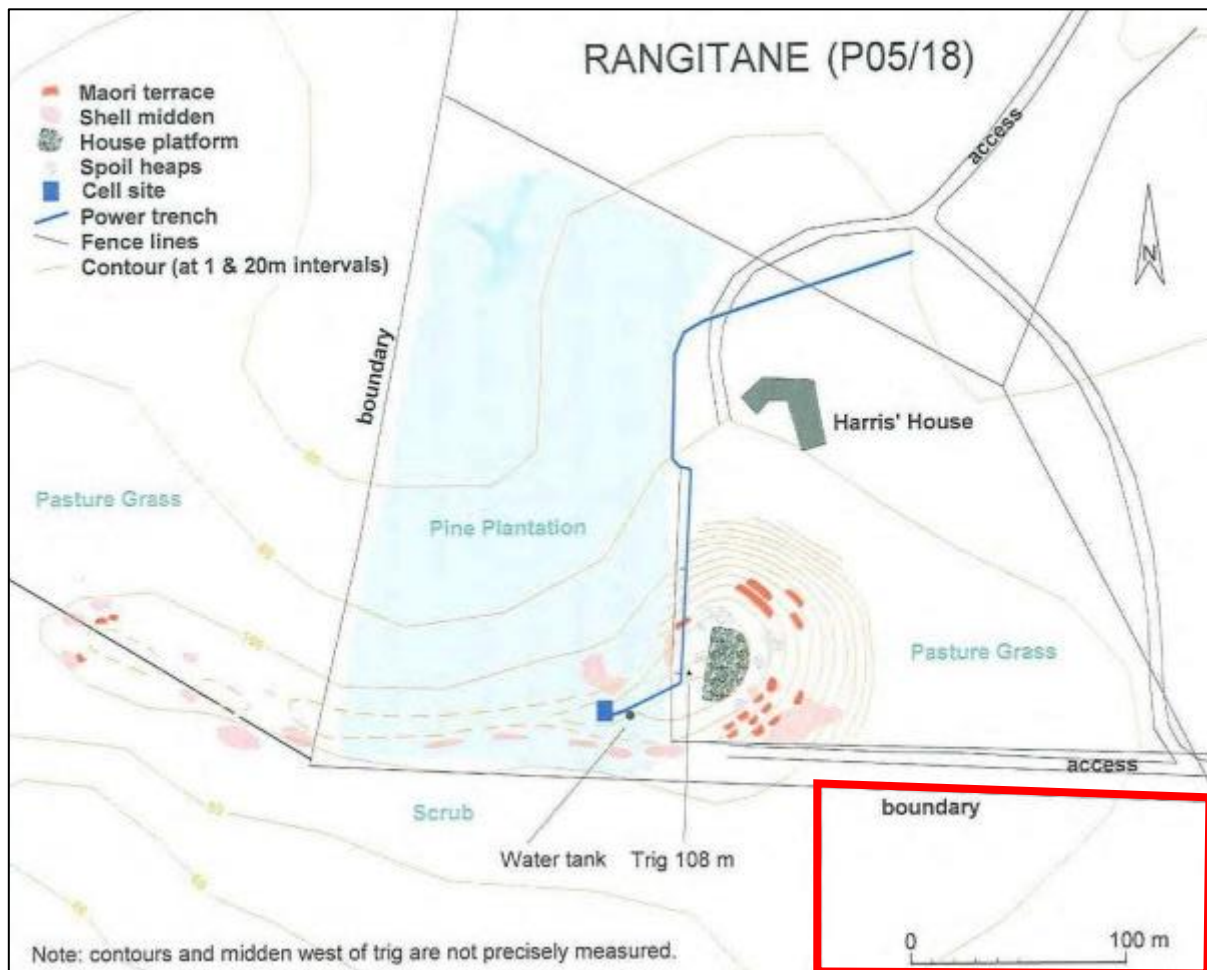 RANGITANE (P05/18)
Maori terrace
Shell midden
House platform
Spoil heaps
Cell site
Power trench
Fence lines
Contour (at 1 & 20m intervals)
access
N
boundary
Harris' House
Pasture Grass
Pine Plantation
Pasture Grass
access
boundary
Scrub
Water tank
Trig 108 m
Note: contours and midden west of trig are not precisely measured.
0
100 m